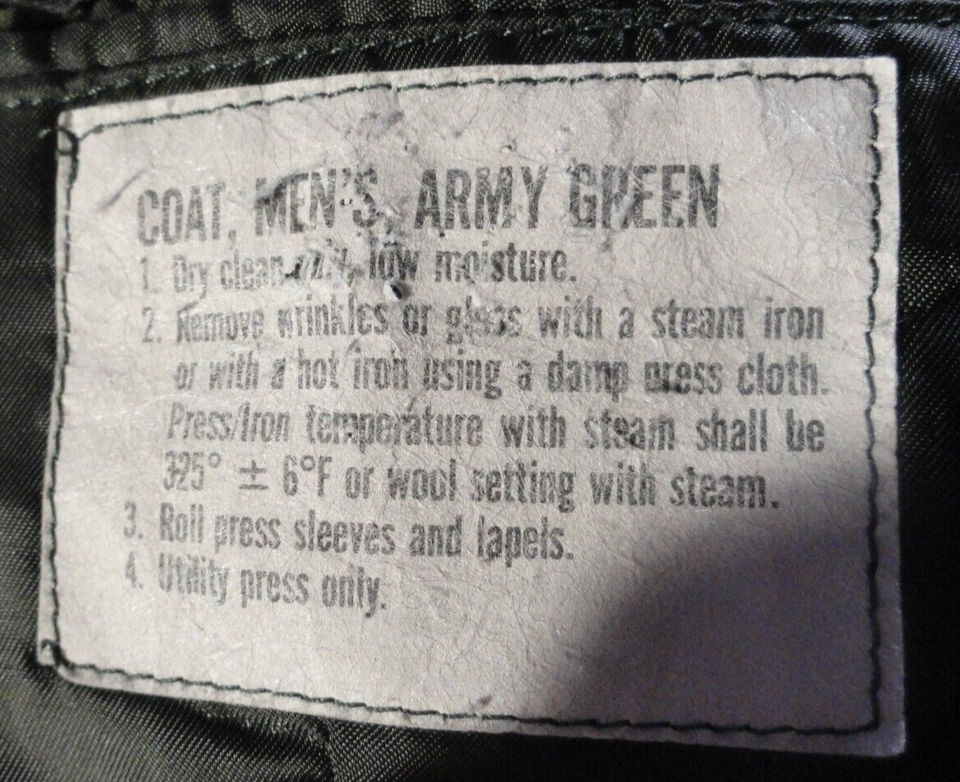 COAT, MEN'S, ARMY GREEN
1. Dry clean only, low moisture.
2. Remove wrinkles or gloss with a steam iron
or with a hot iron using a damp press cloth.
Press/Iron temperature with steam shall be
325° ± 6°F or wool setting with steam.
3. Roll press sleeves and lapels.
4. Utility press only.